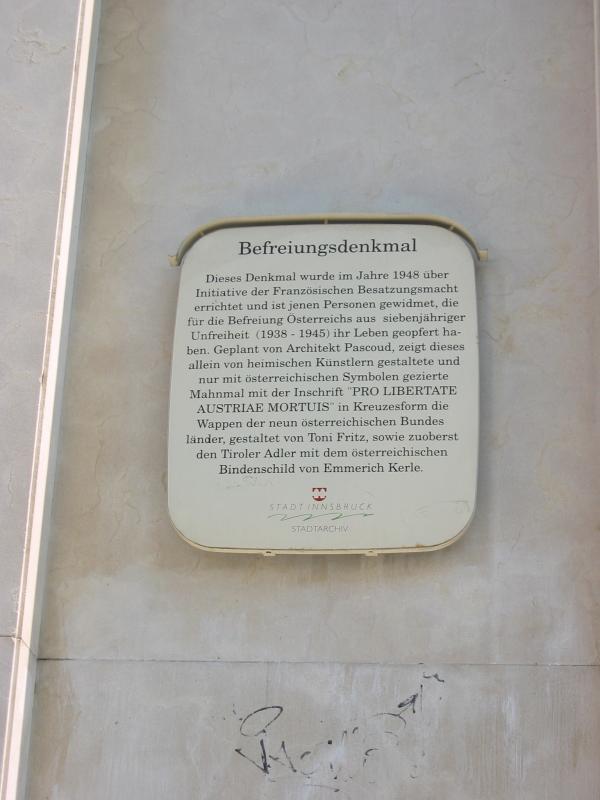 Befreiungsdenkmal
Dieses Denkmal wurde im Jahre 1948 über
Initiative der Französischen Besatzungsmacht
errichtet und ist jenen Personen gewidmet, die
für die Befreiung Österreichs aus siebenjähriger
Unfreiheit (1938 - 1945) ihr Leben geopfert ha-
ben. Geplant von Architekt Pascoud, zeigt dieses
allein von heimischen Künstlern gestaltete und
nur mit österreichischen Symbolen gezierte
Mahnmal mit der Inschrift "PRO LIBERTATE
AUSTRIAE MORTUIS" in Kreuzesform die
Wappen der neun österreichischen Bundes
länder, gestaltet von Toni Fritz, sowie zuoberst
den Tiroler Adler mit dem österreichischen
Bindenschild von Emmerich Kerle.
STADT INNSBRUCK
STADTARCHIV